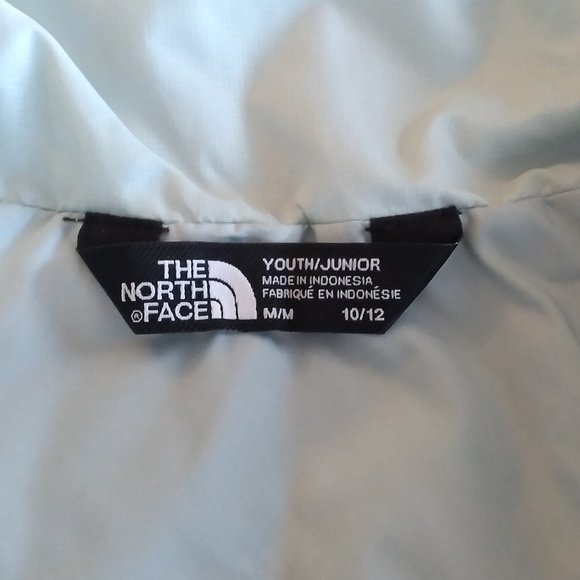 THE
NORTH
®FACE
YOUTH/JUNIOR
MADE IN INDONESIA
FABRIQUÉ EN INDONÉSIE
M/M 10/12